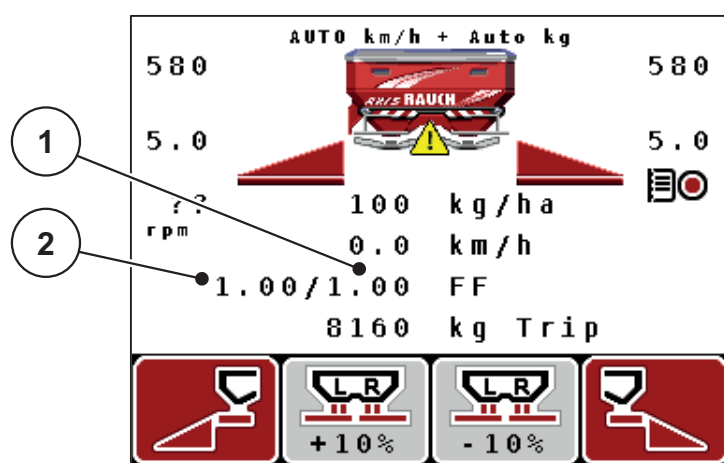 AUTO km/h + Auto kg
580 580
AXIS RAUCH
1
5.0 5.0
?? 100 kg/ha
rpm
2
0.0 km/h
1.00/1.00 FF
8160 kg Trip
L R L R
+10% -10%